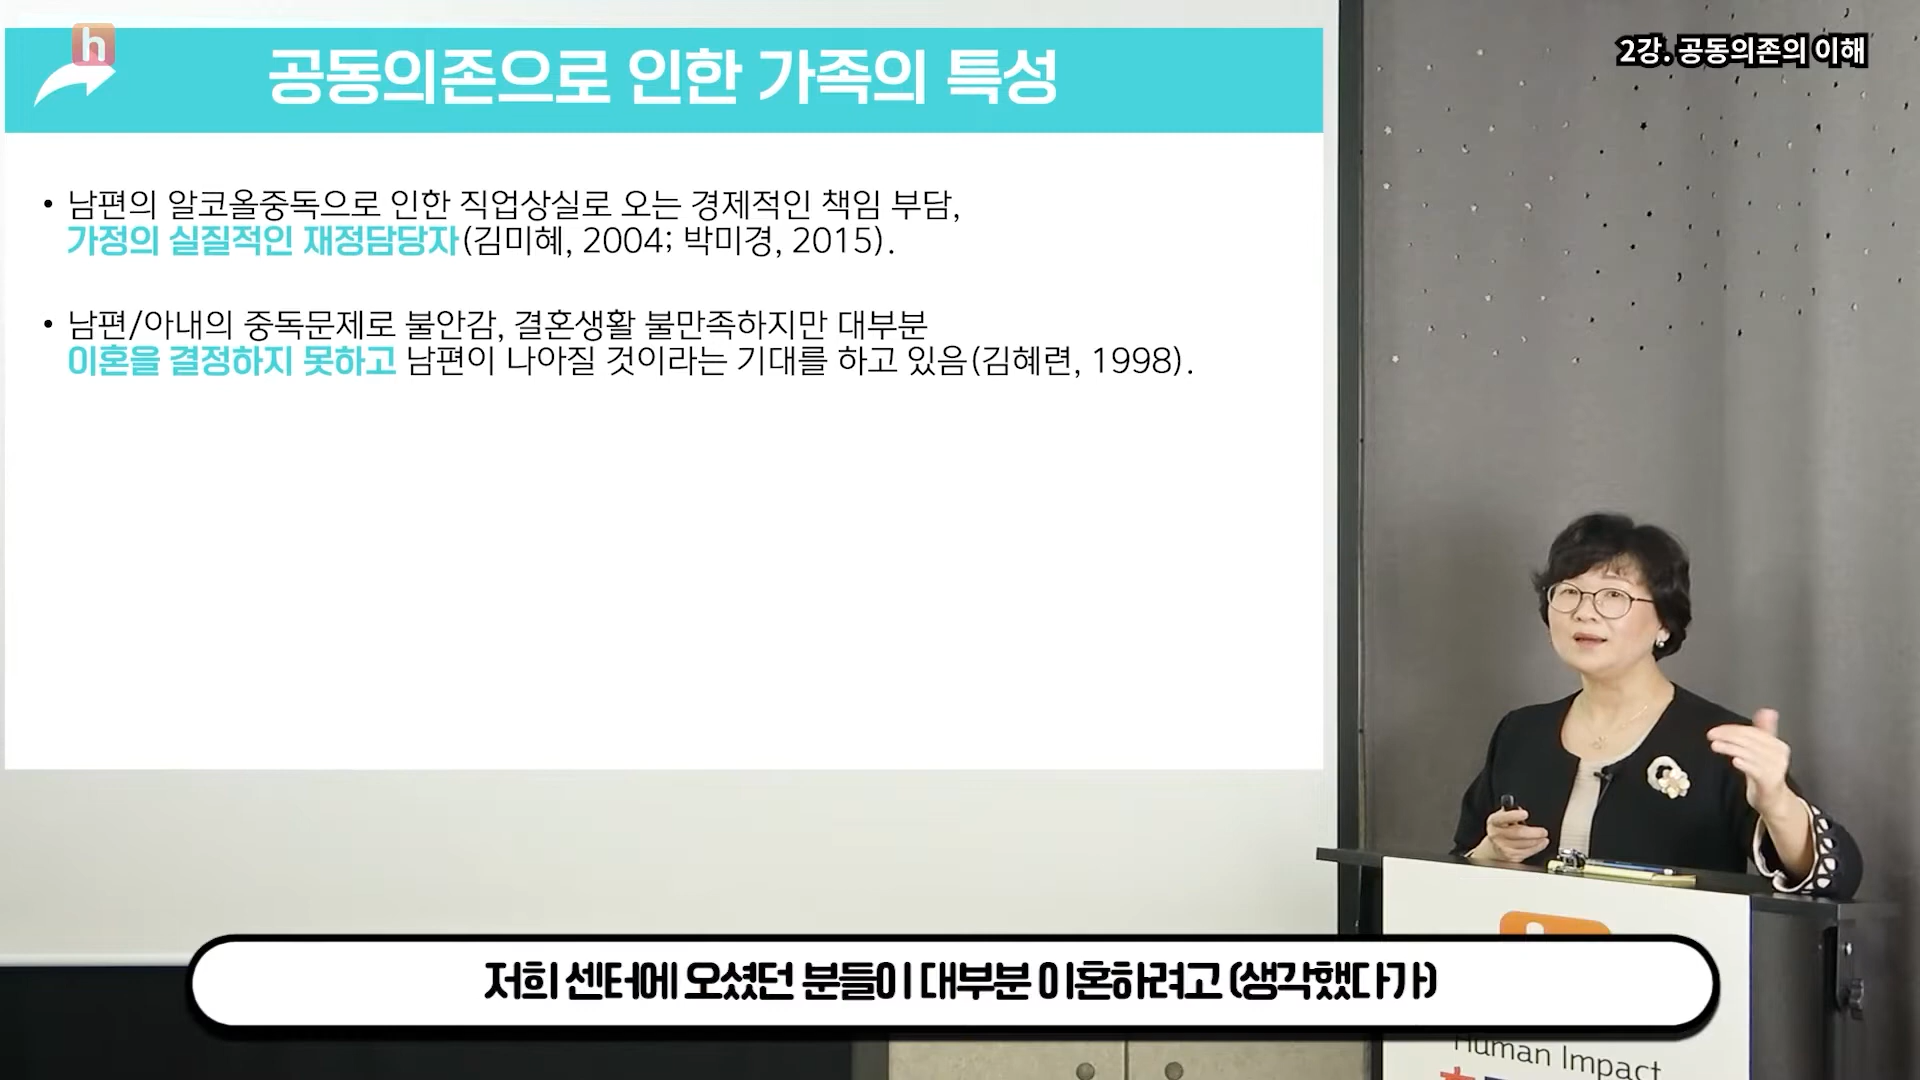 h
공동의존으로 인한 가족의 특성
2강. 공동의존의 이해
• 남편의 알코올중독으로 인한 직업상실로 오는 경제적인 책임 부담,
가정의 실질적인 재정담당자(김미혜, 2004; 박미경, 2015).
• 남편/아내의 중독문제로 불안감, 결혼생활 불만족하지만 대부분
이혼을 결정하지 못하고 남편이 나아질 것이라는 기대를 하고 있음(김혜련, 1998).
저희 센터에 오셨던 분들이 대부분 이혼하려고 (생각했다가)
Human Impact